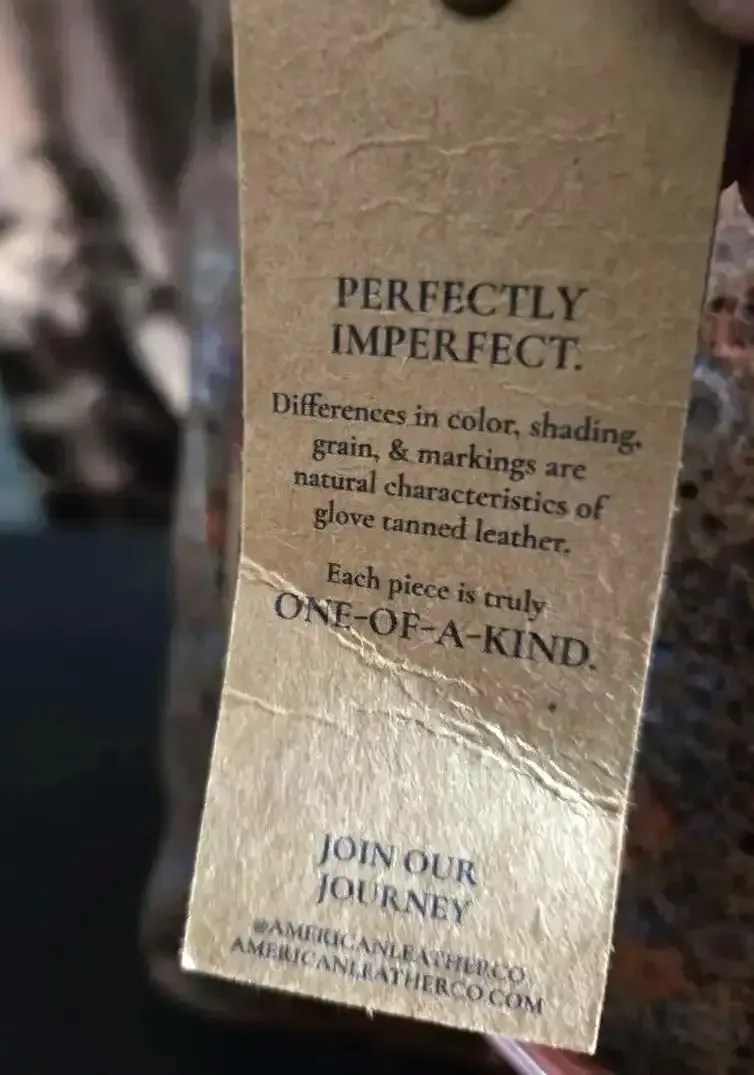 PERFECTLY
IMPERFECT.
Differences in color, shading,
grain, & markings are
natural characteristics of
glove tanned leather.
Each piece is truly
ONE-OF-A-KIND.
JOIN OUR
JOURNEY
@AMERICANLEATHERCO
AMERICANLEATHERCO.COM